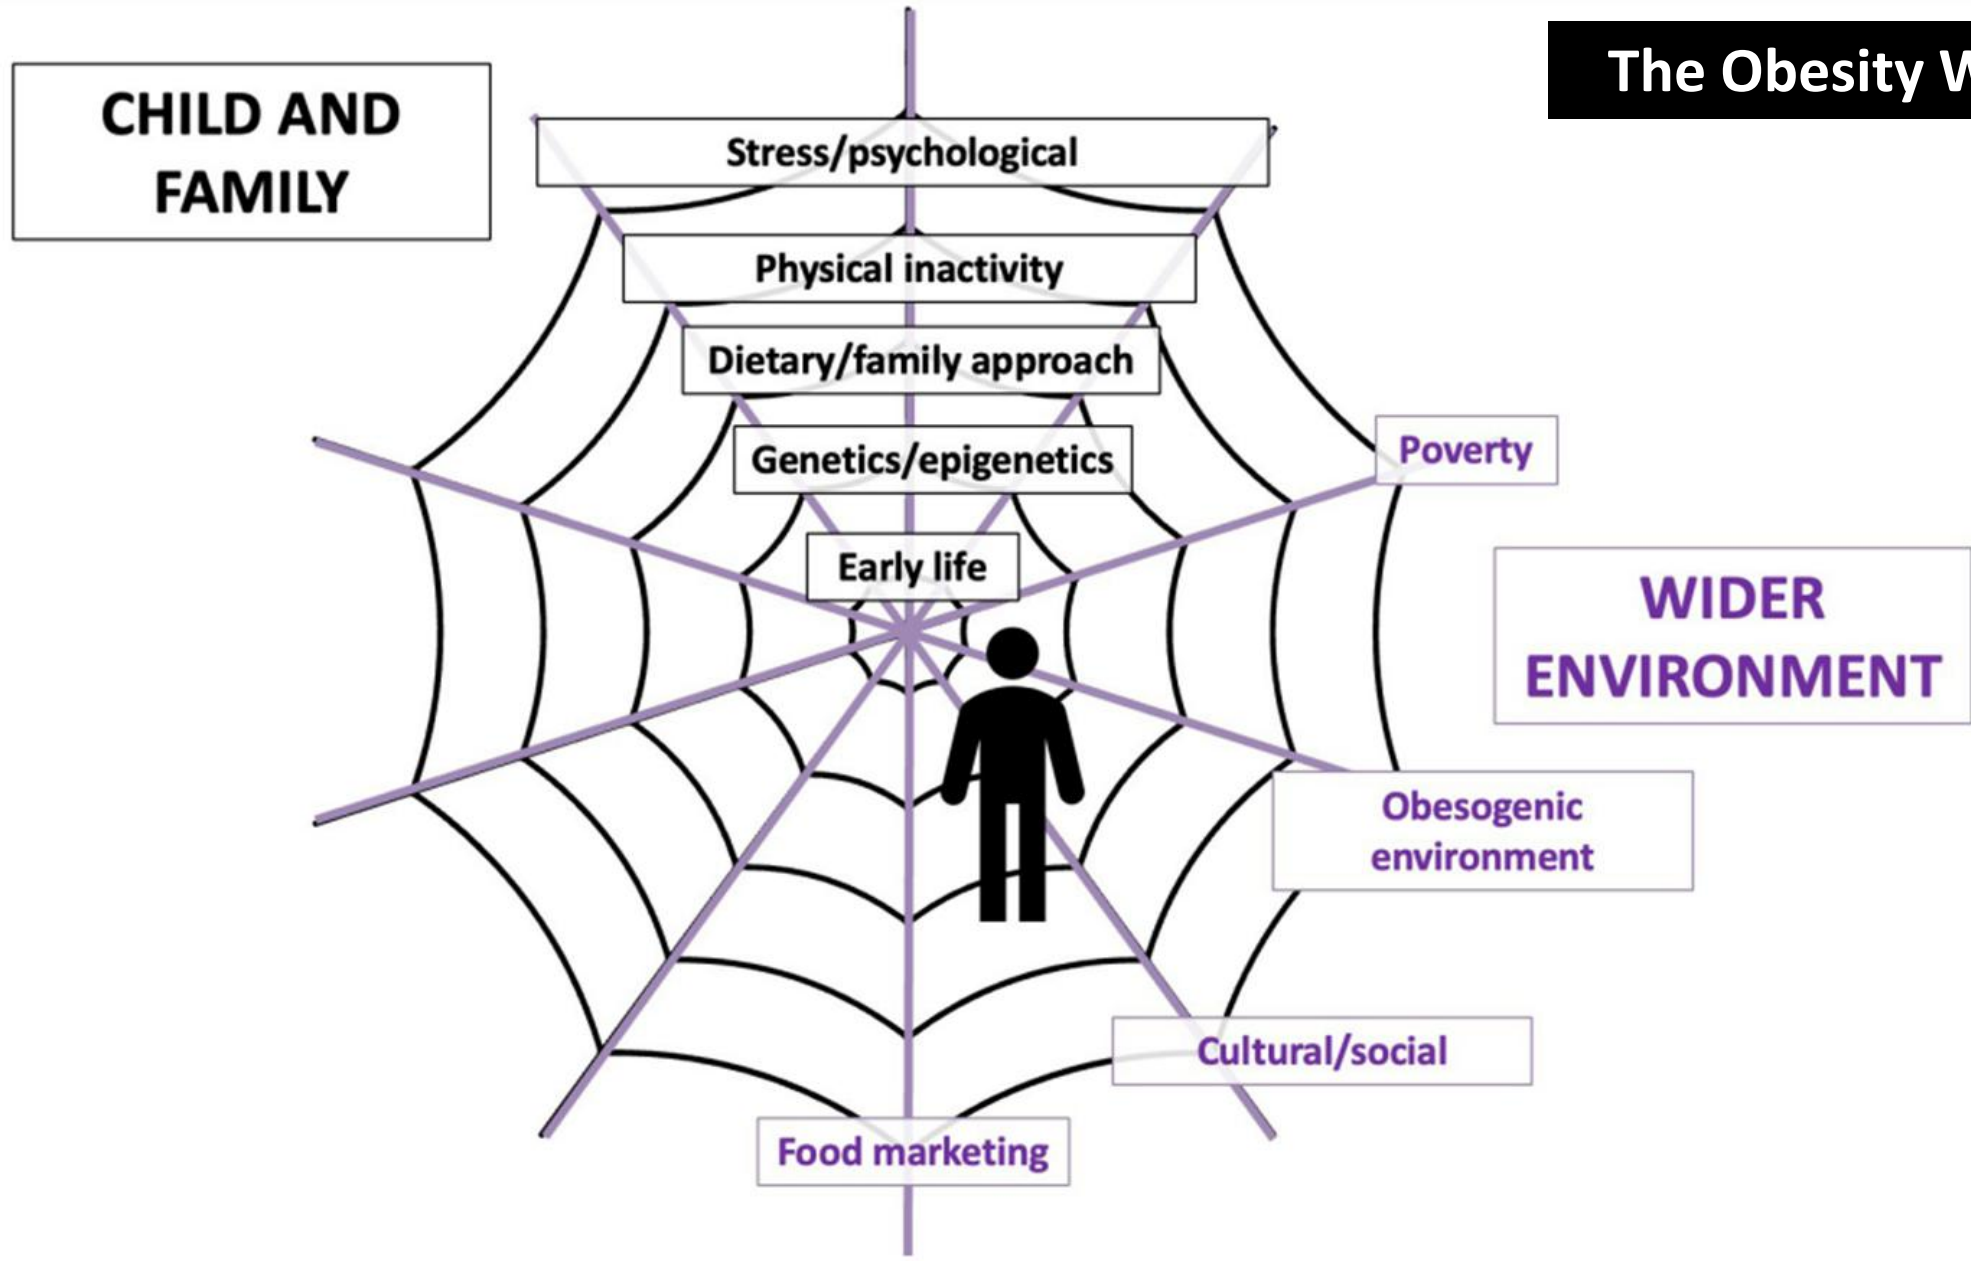 The Obesity W
CHILD AND
FAMILY
Stress/psychological
Physical inactivity
Dietary/family approach
Genetics/epigenetics
Early life
Poverty
WIDER
ENVIRONMENT
Obesogenic
environment
Cultural/social
Food marketing